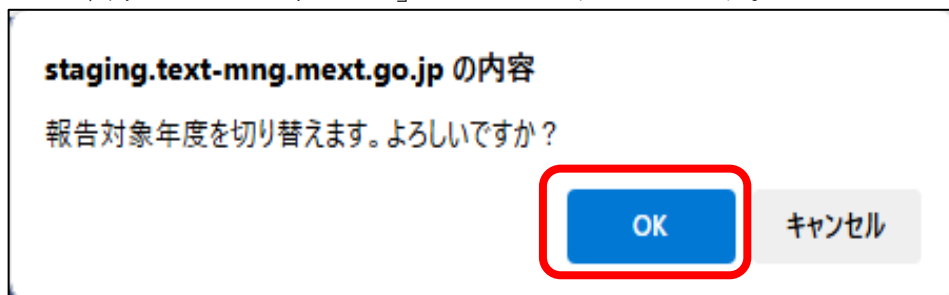 staging.text-mng.mext.go.jp の内容
報告対象年度を切り替えます。よろしいですか？
OK
キャンセル